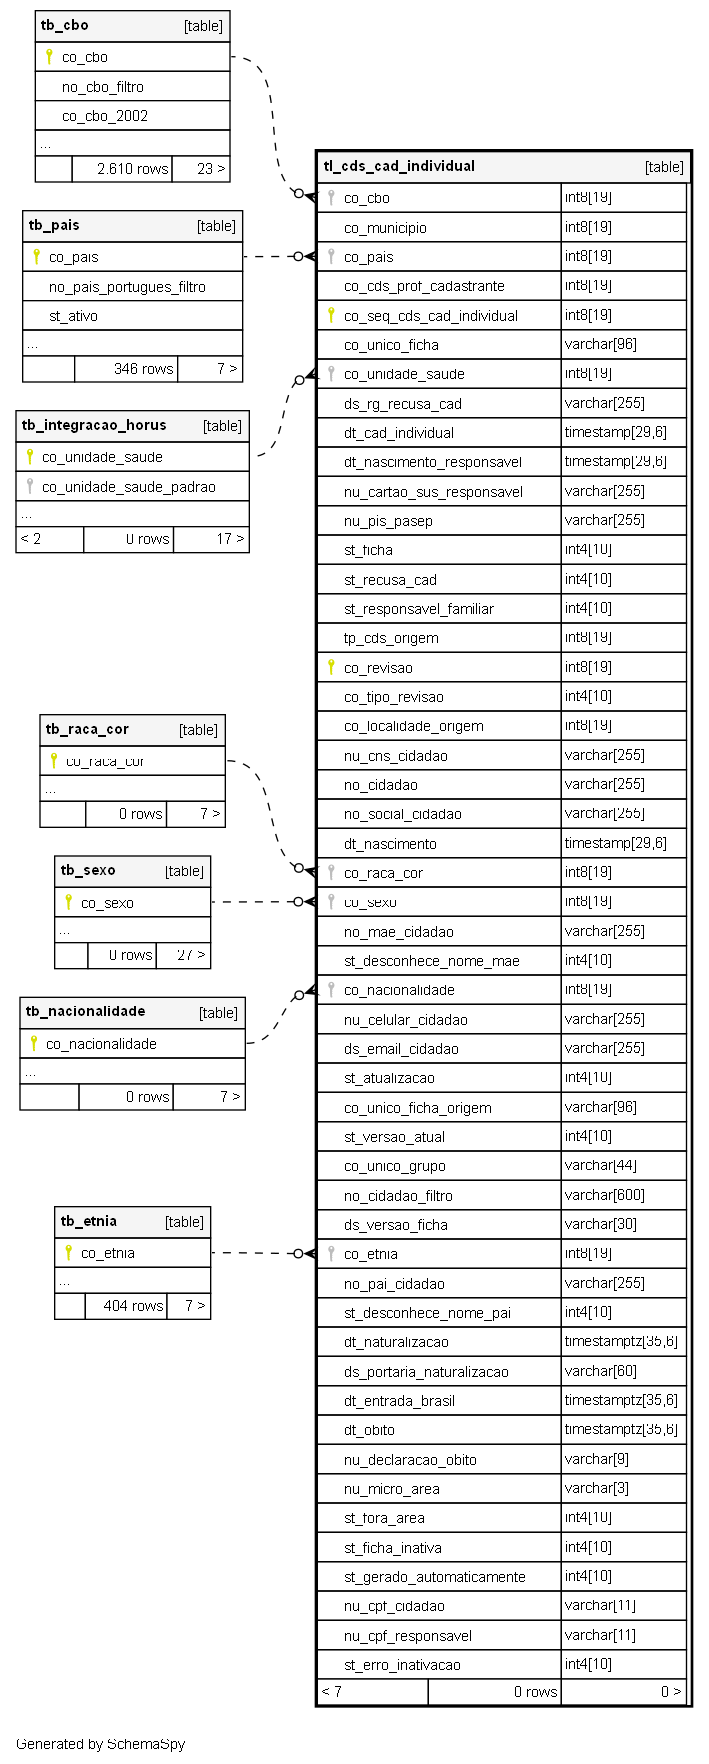 tb_cbo [table]
co_cbo
no_cbo_filtro
co_cbo_2002
...
2.610 rows 23 >
tb_pais [table]
co_pais
no_pais_portugues_filtro
st_ativo
...
346 rows 7 >
tb_integracao_horus [table]
co_unidade_saude
co_unidade_saude_padrao
...
< 2 0 rows 17 >
tb_raca_cor [table]
co_raca_cor
...
0 rows 7 >
tb_sexo [table]
co_sexo
...
0 rows 27 >
tb_nacionalidade [table]
co_nacionalidade
...
0 rows 7 >
tb_etnia [table]
co_etnia
...
404 rows 7 >
tl_cds_cad_individual [table]
co_cbo int8[19]
co_municipio int8[19]
co_pais int8[19]
co_cds_prof_cadastrante int8[19]
co_seq_cds_cad_individual int8[19]
co_unico_ficha varchar[96]
co_unidade_saude int8[19]
ds_rg_recusa_cad varchar[255]
dt_cad_individual timestamp[29,6]
dt_nascimento_responsavel timestamp[29,6]
nu_cartao_sus_responsavel varchar[255]
nu_pis_pasep varchar[255]
st_ficha int4[10]
st_recusa_cad int4[10]
st_responsavel_familiar int4[10]
tp_cds_origem int8[19]
co_revisao int8[19]
co_tipo_revisao int4[10]
co_localidade_origem int8[19]
nu_cns_cidadao varchar[255]
no_cidadao varchar[255]
no_social_cidadao varchar[255]
dt_nascimento timestamp[29,6]
co_raca_cor int8[19]
co_sexo int8[19]
no_mae_cidadao varchar[255]
st_desconhece_nome_mae int4[10]
co_nacionalidade int8[19]
nu_celular_cidadao varchar[255]
ds_email_cidadao varchar[255]
st_atualizacao int4[10]
co_unico_ficha_origem varchar[96]
st_versao_atual int4[10]
co_unico_grupo varchar[44]
no_cidadao_filtro varchar[600]
ds_versao_ficha varchar[30]
co_etnia int8[19]
no_pai_cidadao varchar[255]
st_desconhece_nome_pai int4[10]
dt_naturalizacao timestamptz[35,6]
ds_portaria_naturalizacao varchar[60]
dt_entrada_brasil timestamptz[35,6]
dt_obito timestamptz[35,6]
nu_declaracao_obito varchar[9]
nu_micro_area varchar[3]
st_fora_area int4[10]
st_ficha_inativa int4[10]
st_gerado_automaticamente int4[10]
nu_cpf_cidadao varchar[11]
nu_cpf_responsavel varchar[11]
st_erro_inativacao int4[10]
< 7 0 rows 0 >
Generated by SchemaSpy